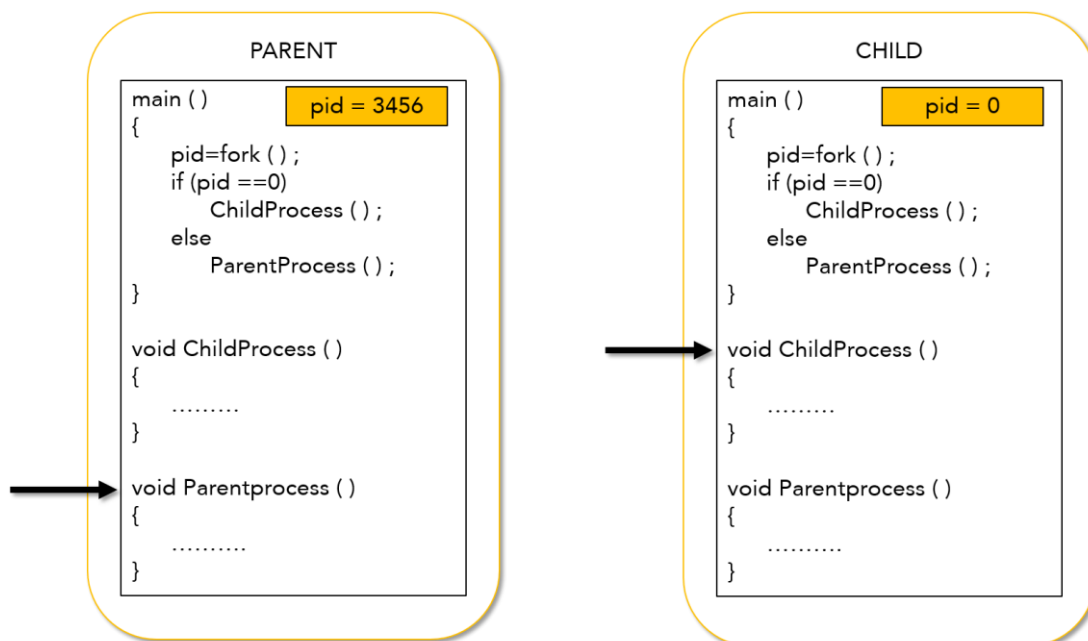 PARENT
pid = 3456
main ( )
{
pid=fork ( ) ;
if (pid ==0)
ChildProcess ( ) ;
else
ParentProcess ( ) ;
}
void ChildProcess ( )
{
.........
}
void Parentprocess ( )
{
..........
}
CHILD
pid = 0
main ( )
{
pid=fork ( ) ;
if (pid ==0)
ChildProcess ( ) ;
else
ParentProcess ( ) ;
}
void ChildProcess ( )
{
.........
}
void Parentprocess ( )
{
..........
}